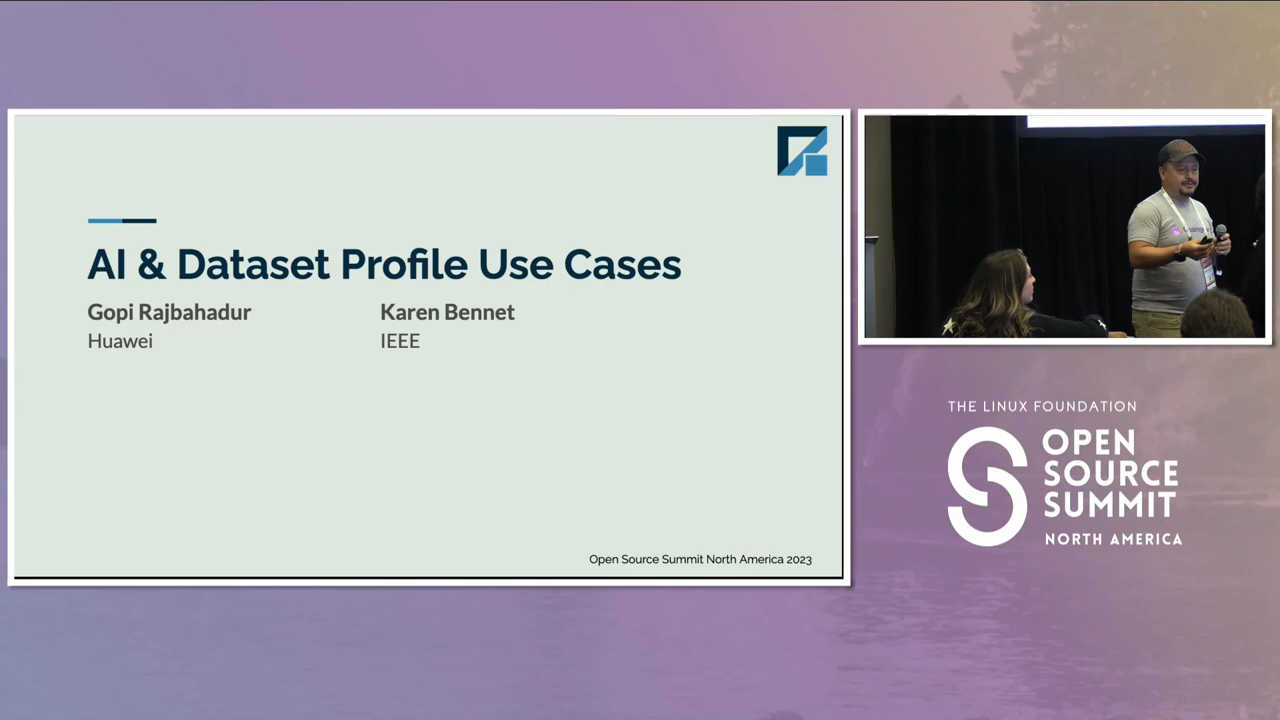 AI & Dataset Profile Use Cases
Gopi Rajbahadur
Karen Bennet
Huawei
IEEE
Open Source Summit North America 2023
THE LINUX FOUNDATION
OPEN
SOURCE
SUMMIT
NORTH AMERICA